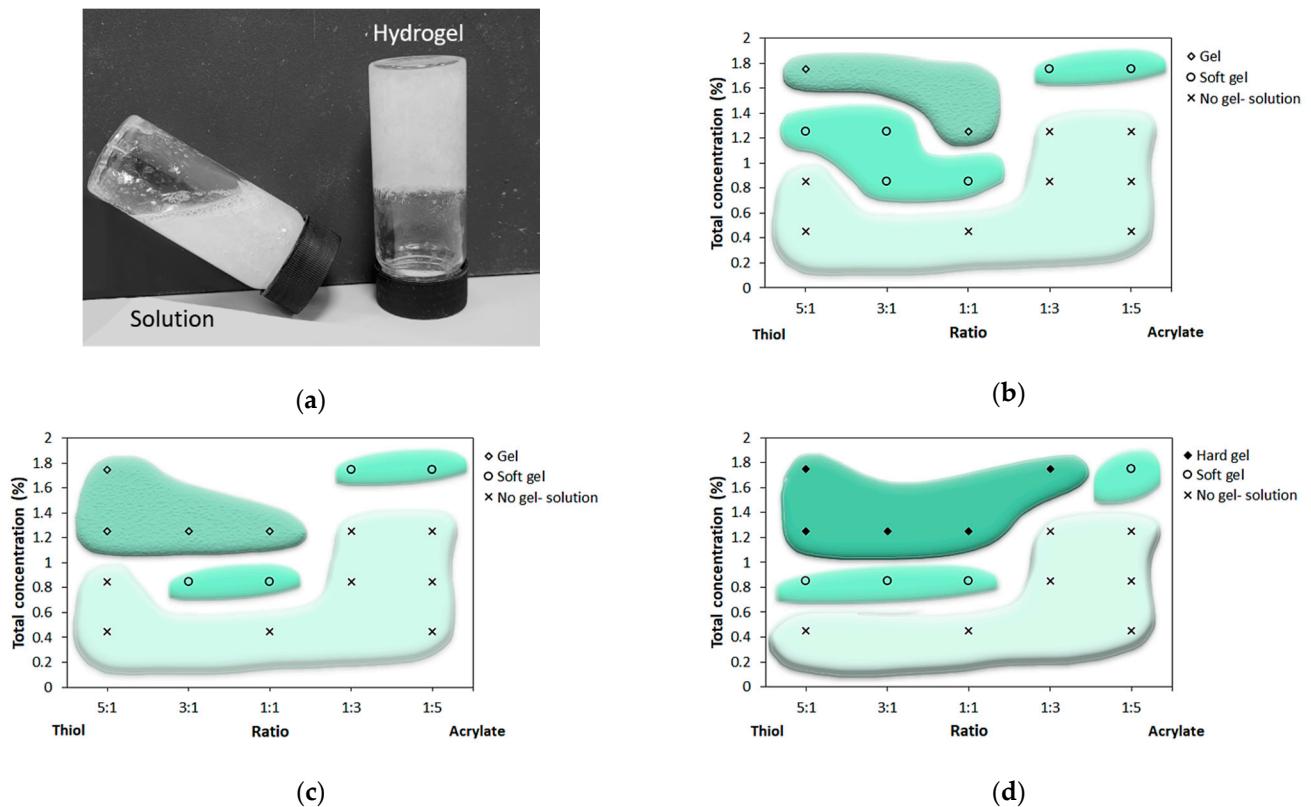 Hydrogel
Solution
(a)
Total concentration (%)
2
1.8
1.6
1.4
1.2
1
0.8
0.6
0.4
0.2
0
5:1 3:1 1:1 1:3 1:5
Thiol Ratio Acrylate
Gel
Soft gel
No gel- solution
(b)
Total concentration (%)
2
1.8
1.6
1.4
1.2
1
0.8
0.6
0.4
0.2
0
5:1 3:1 1:1 1:3 1:5
Thiol Ratio Acrylate
Gel
Soft gel
No gel- solution
(c)
Total concentration (%)
2
1.8
1.6
1.4
1.2
1
0.8
0.6
0.4
0.2
0
5:1 3:1 1:1 1:3 1:5
Thiol Ratio Acrylate
Hard gel
Soft gel
No gel- solution
(d)